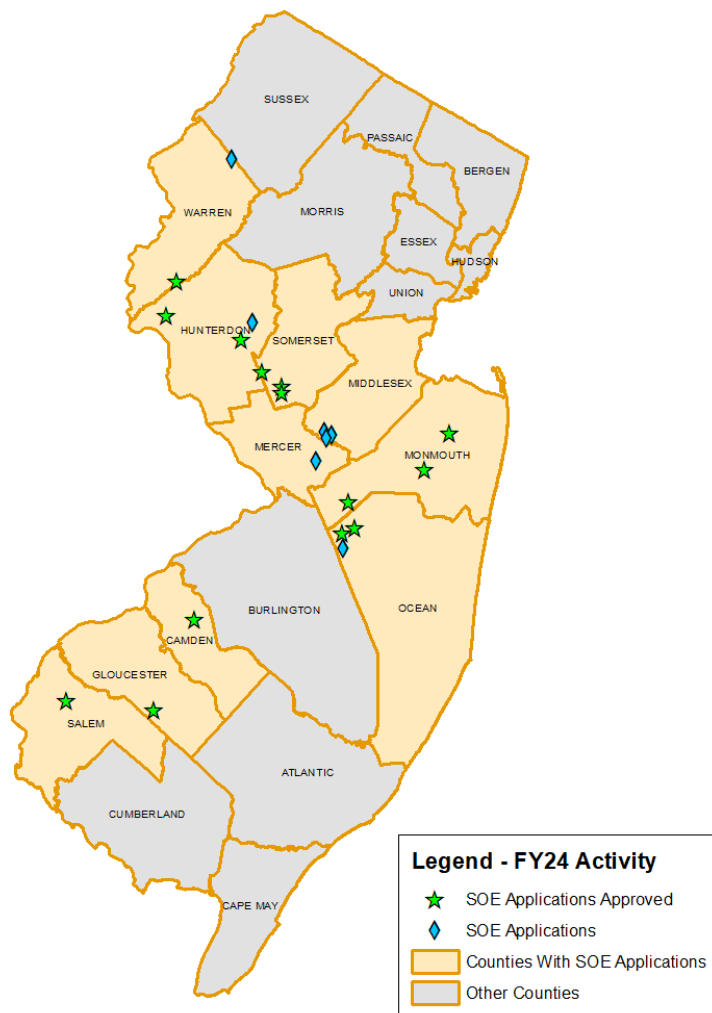 SUSSEX
PASSAIC
BERGEN
WARREN
MORRIS
ESSEX
HUDSON
UNION
HUNTERDON
SOMERSET
MIDDLESEX
MERCER
MONMOUTH
BURLINGTON
OCEAN
CAMDEN
GLOUCESTER
SALEM
ATLANTIC
CUMBERLAND
CAPE MAY
Legend - FY24 Activity
SOE Applications Approved
SOE Applications
Counties With SOE Applications
Other Counties